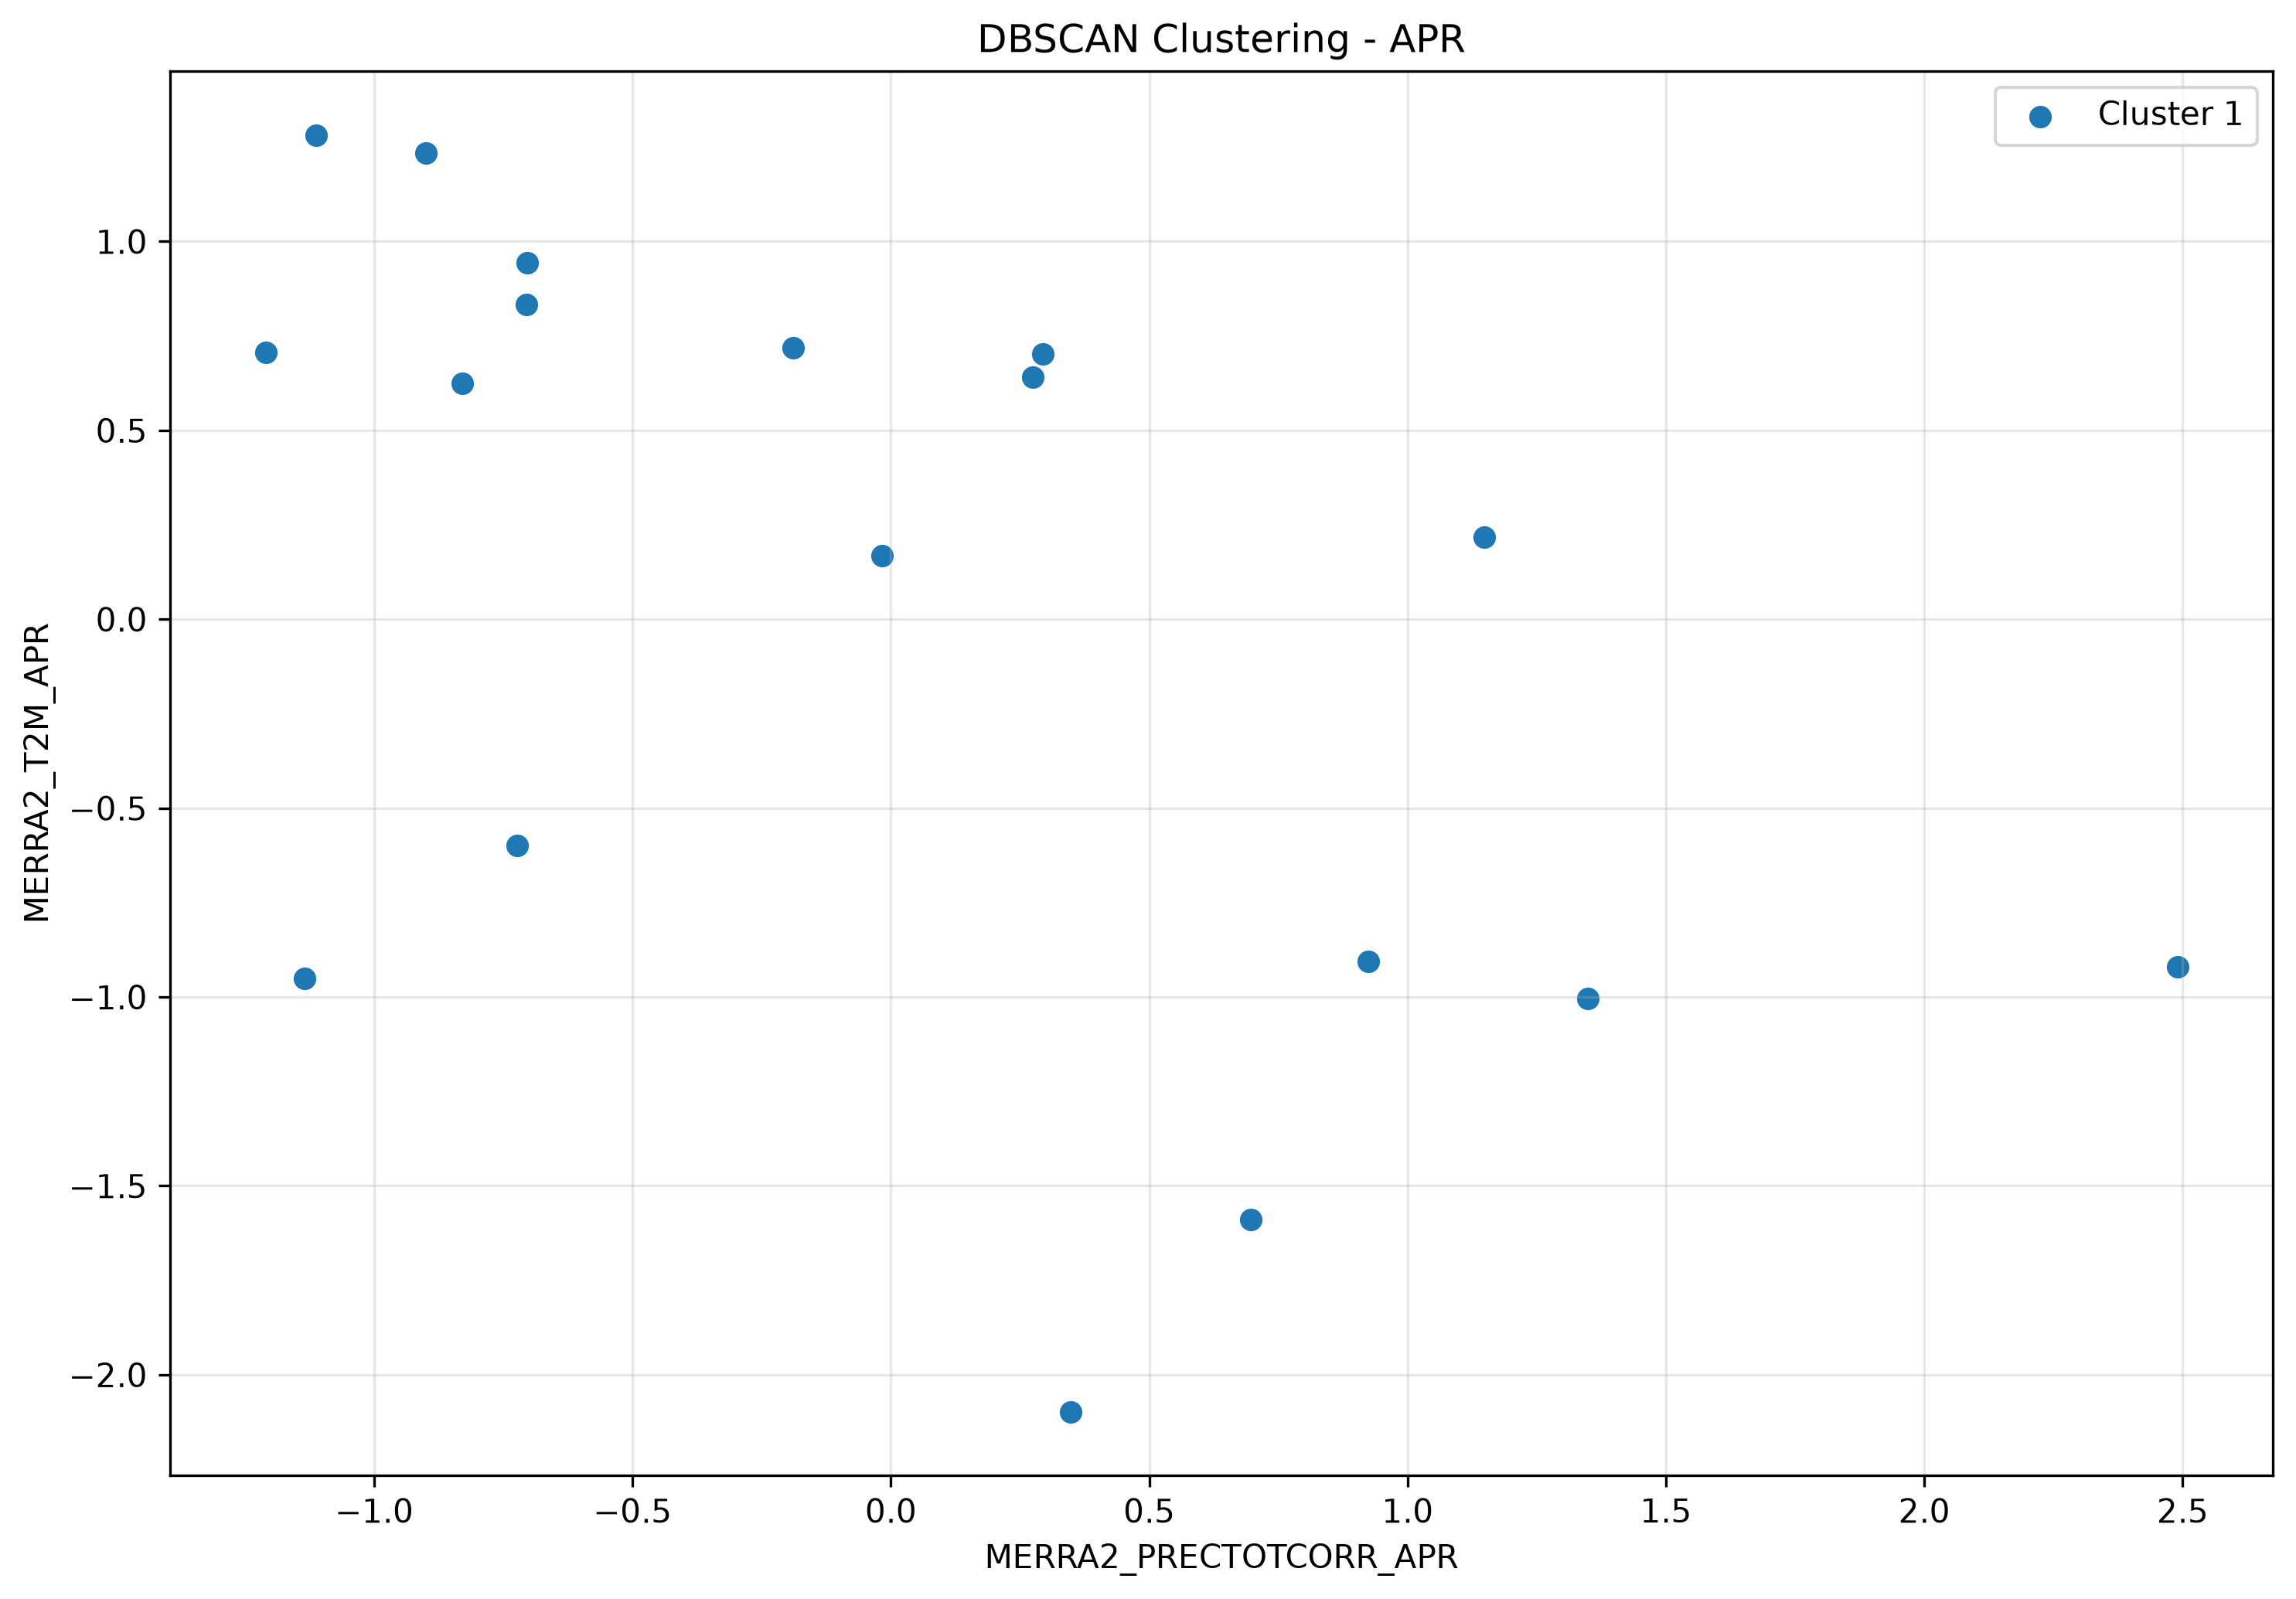 DBSCAN Clustering - APR
Cluster 1
MERRA2_T2M_APR
1.0
0.5
0.0
−0.5
−1.0
−1.5
−2.0
−1.0 −0.5 0.0 0.5 1.0 1.5 2.0 2.5
MERRA2_PRECTOTCORR_APR